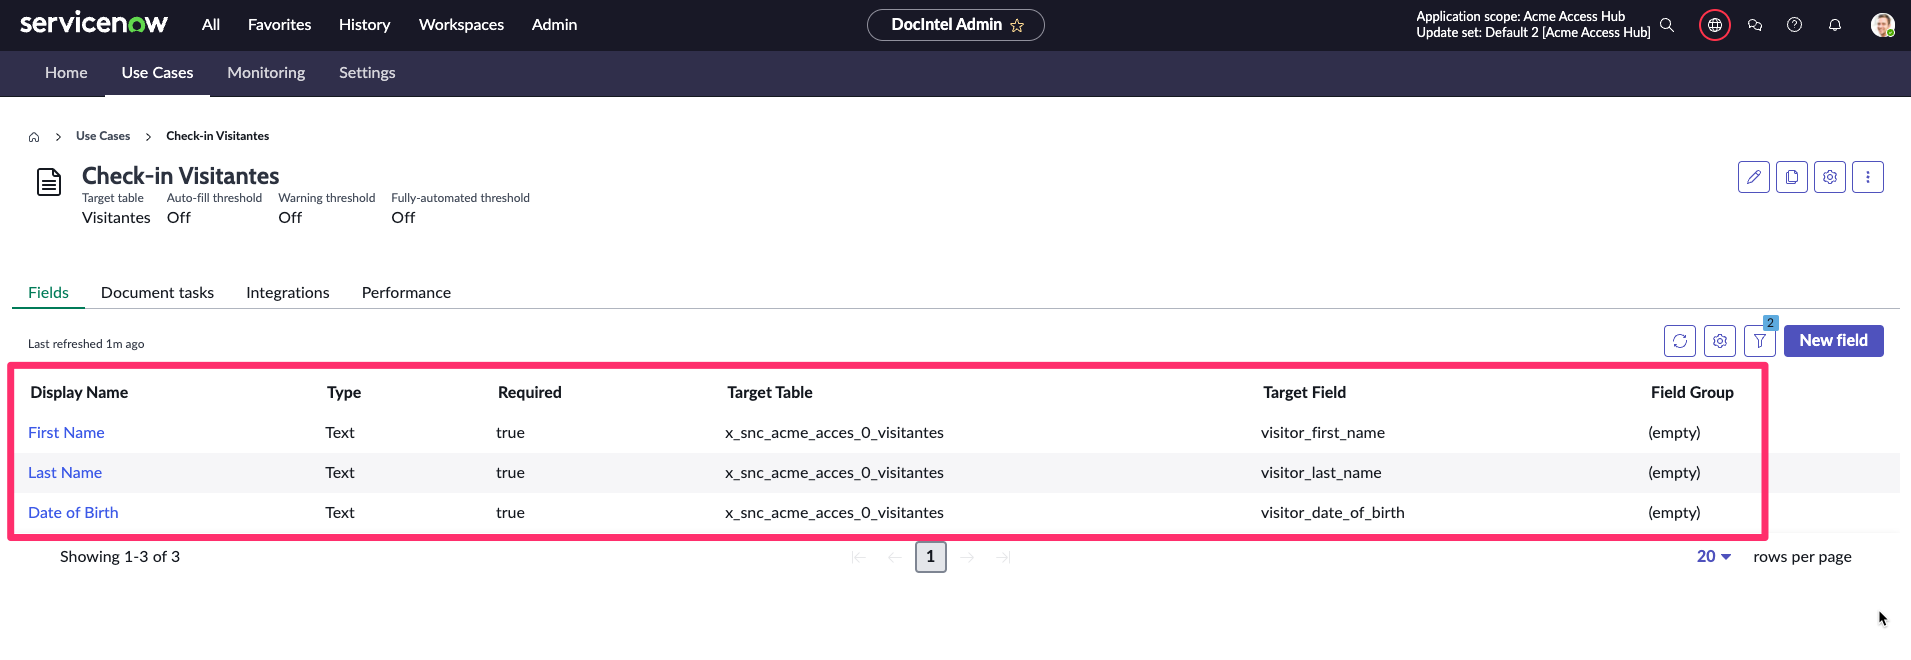 servicenow All Favorites History Workspaces Admin DocIntel Admin Application scope: Acme Access Hub
Update set: Default 2 [Acme Access Hub]
Home Use Cases Monitoring Settings
Use Cases Check-in Visitantes
Check-in Visitantes
Target table Auto-fill threshold Warning threshold Fully-automated threshold
Visitantes Off Off Off
Fields Document tasks Integrations Performance
2
Last refreshed 1m ago New field
Display Name Type Required Target Table Target Field Field Group
First Name Text true x_snc_acme_acces_0_visitantes visitor_first_name (empty)
Last Name Text true x_snc_acme_acces_0_visitantes visitor_last_name (empty)
Date of Birth Text true x_snc_acme_acces_0_visitantes visitor_date_of_birth (empty)
Showing 1-3 of 3 1 20 rows per page